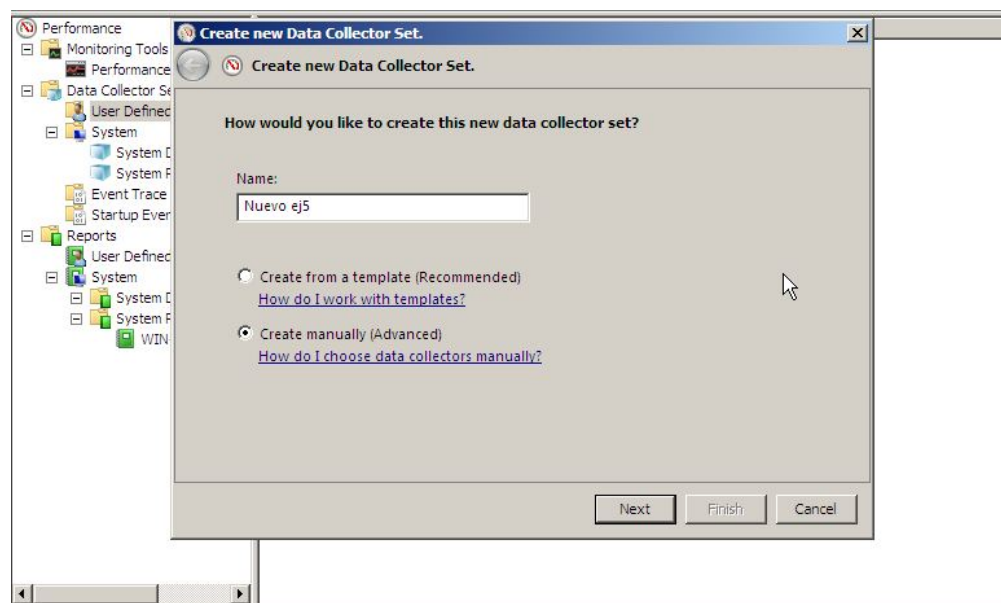 Performance
Monitoring Tools
Performance
Data Collector Se
User Defined
System
System D
System P
Event Trace
Startup Even
Reports
User Defined
System
System D
System P
WIN
Create new Data Collector Set.
Create new Data Collector Set.
How would you like to create this new data collector set?
Name:
Nuevo ej5
Create from a template (Recommended)
How do I work with templates?
Create manually (Advanced)
How do I choose data collectors manually?
Next
Finish
Cancel